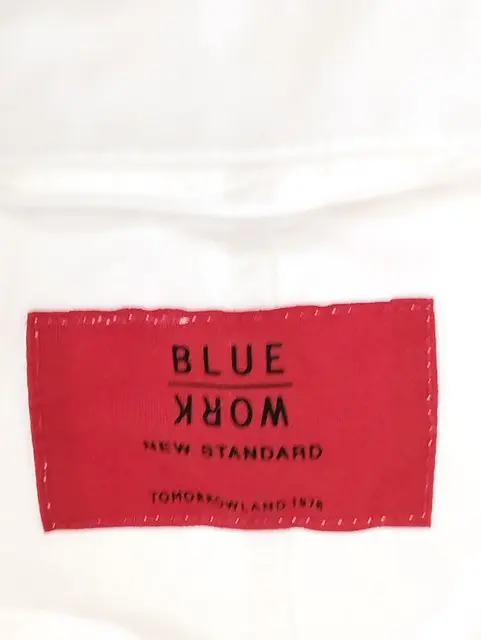 BLUE
WORK
NEW STANDARD
TOMORROWLAND 1978